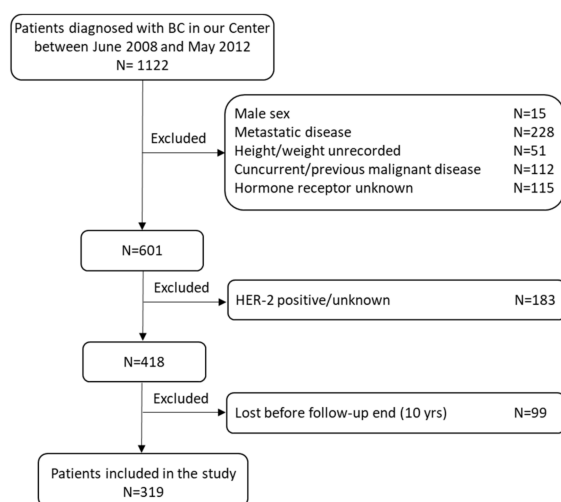 Patients diagnosed with BC in our Center
between June 2008 and May 2012
N= 1122
Excluded
Male sex N=15
Metastatic disease N=228
Height/weight unrecorded N=51
Cuncurrent/previous malignant disease N=112
Hormone receptor unknown N=115
N=601
Excluded
HER-2 positive/unknown N=183
N=418
Excluded
Lost before follow-up end (10 yrs) N=99
Patients included in the study
N=319